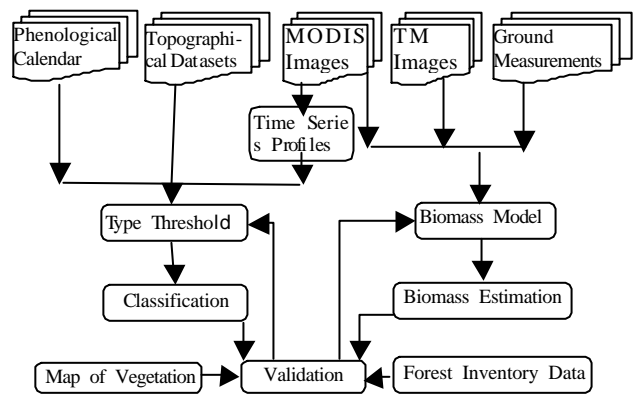 Phenological
Calendar
Topographi-
cal Datasets
MODIS
Images
TM
Images
Ground
Measurements
Time Serie
s Profiles
Type Threshold
Biomass Model
Classification
Biomass Estimation
Map of Vegetation
Validation
Forest Inventory Data